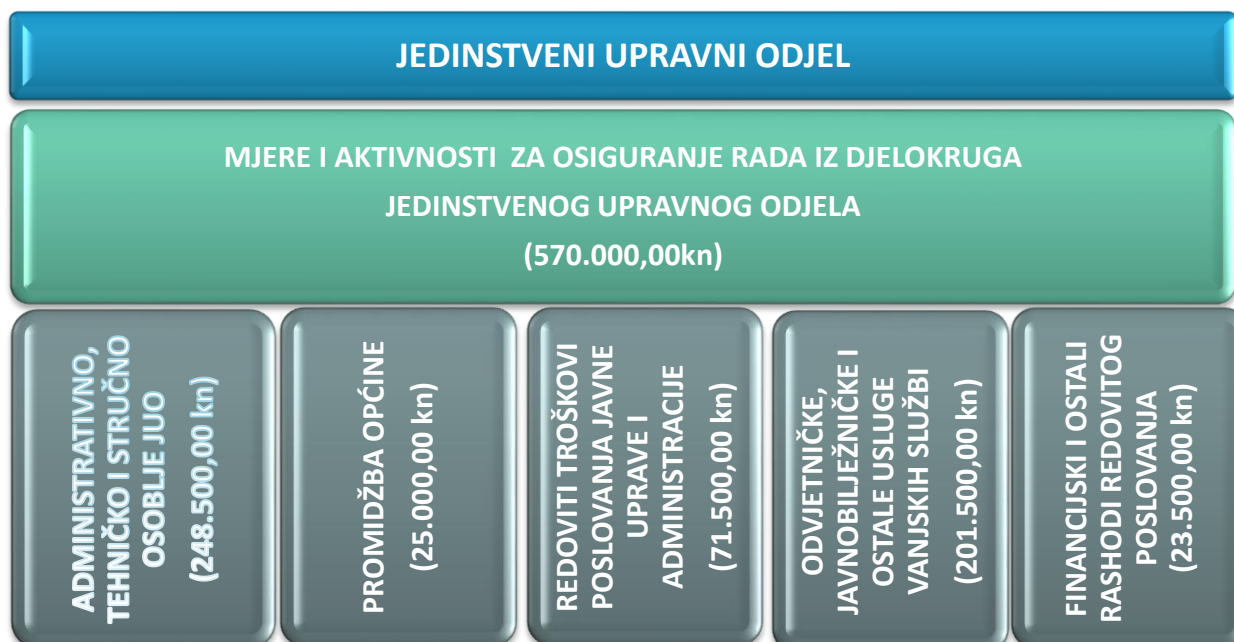 JEDINSTVENI UPRAVNI ODJEL
MJERE I AKTIVNOSTI ZA OSIGURANJE RADA IZ DJELOKRUGA
JEDINSTVENOG UPRAVNOG ODJELA
(570.000,00kn)
ADMINISTRATIVNO,
TEHNIČKO I STRUČNO
OSOBLJE JUO
(248.500,00 kn)
PROMIDŽBA OPĆINE
(25.000,00 kn)
REDOVITI TROŠKOVI
POSLOVANJA JAVNE
UPRAVE I
ADMINISTRACIJE
(71.500,00 kn)
ODVJETNIČKE,
JAVNOBILJEŽNIČKE I
OSTALE USLUGE
VANJSKIH SLUŽBI
(201.500,00 kn)
FINANCIJSKI I OSTALI
RASHODI REDOVITOG
POSLOVANJA
(23.500,00 kn)